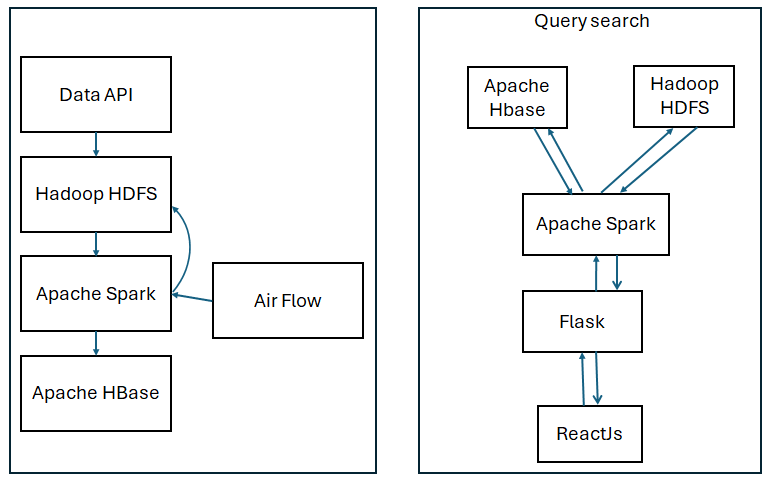 Data API
Hadoop HDFS
Apache Spark
Air Flow
Apache HBase
Query search
Apache
Hbase
Hadoop
HDFS
Apache Spark
Flask
ReactJs